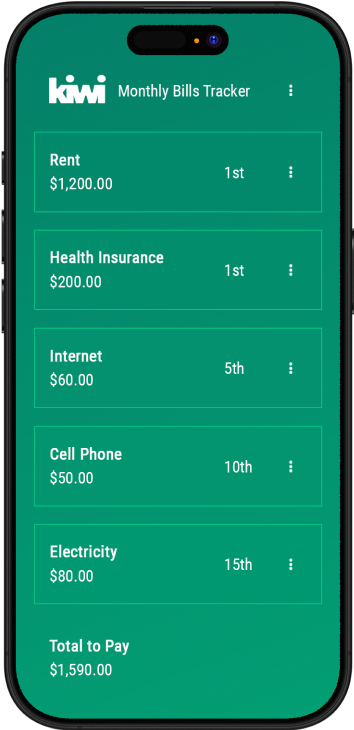 kiwi Monthly Bills Tracker
Rent
$1,200.00
1st
Health Insurance
$200.00
1st
Internet
$60.00
5th
Cell Phone
$50.00
10th
Electricity
$80.00
15th
Total to Pay
$1,590.00